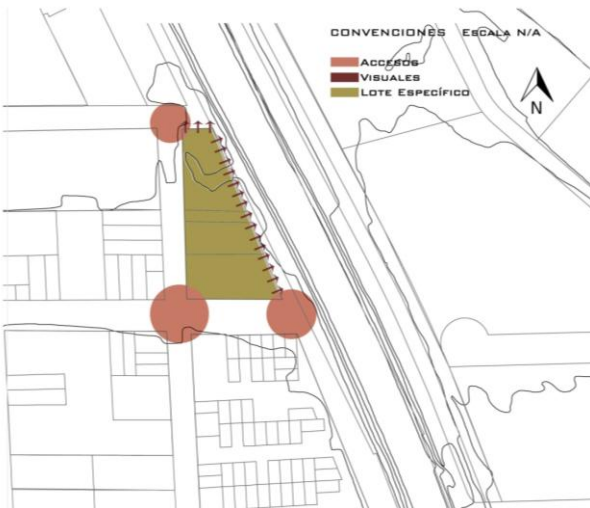 CONVENCIONES ESCALA N/A
ACCESOS
VISUALES
LOTE ESPECÍFICO
N